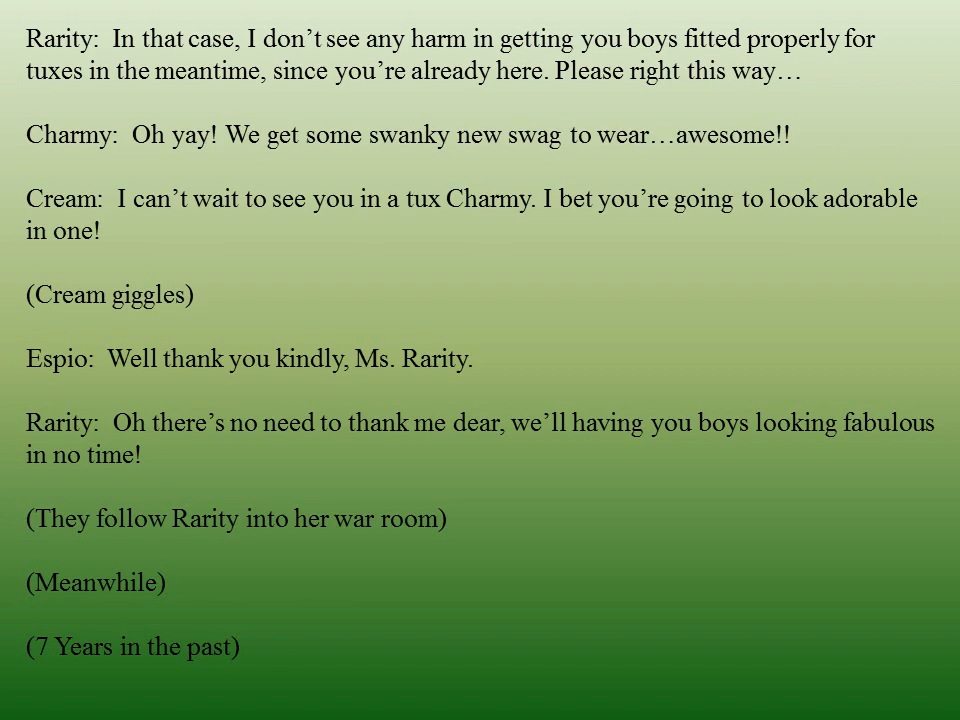 Rarity:  In that case, I don’t see any harm in getting you boys fitted properly for
tuxes in the meantime, since you’re already here. Please right this way…
Charmy:  Oh yay! We get some swanky new swag to wear…awesome!!
Cream:  I can’t wait to see you in a tux Charmy. I bet you’re going to look adorable
in one!
(Cream giggles)
Espio:  Well thank you kindly, Ms. Rarity.
Rarity:  Oh there’s no need to thank me dear, we’ll having you boys looking fabulous
in no time!
(They follow Rarity into her war room)
(Meanwhile)
(7 Years in the past)